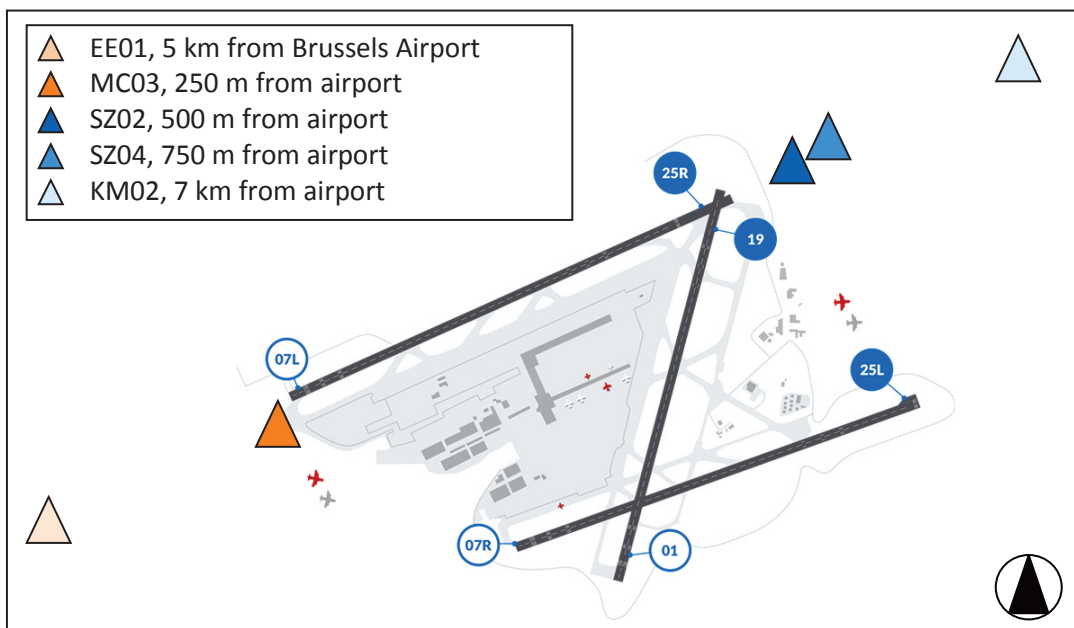 EE01, 5 km from Brussels Airport
MC03, 250 m from airport
SZ02, 500 m from airport
SZ04, 750 m from airport
KM02, 7 km from airport
25R
19
07L
25L
07R
01